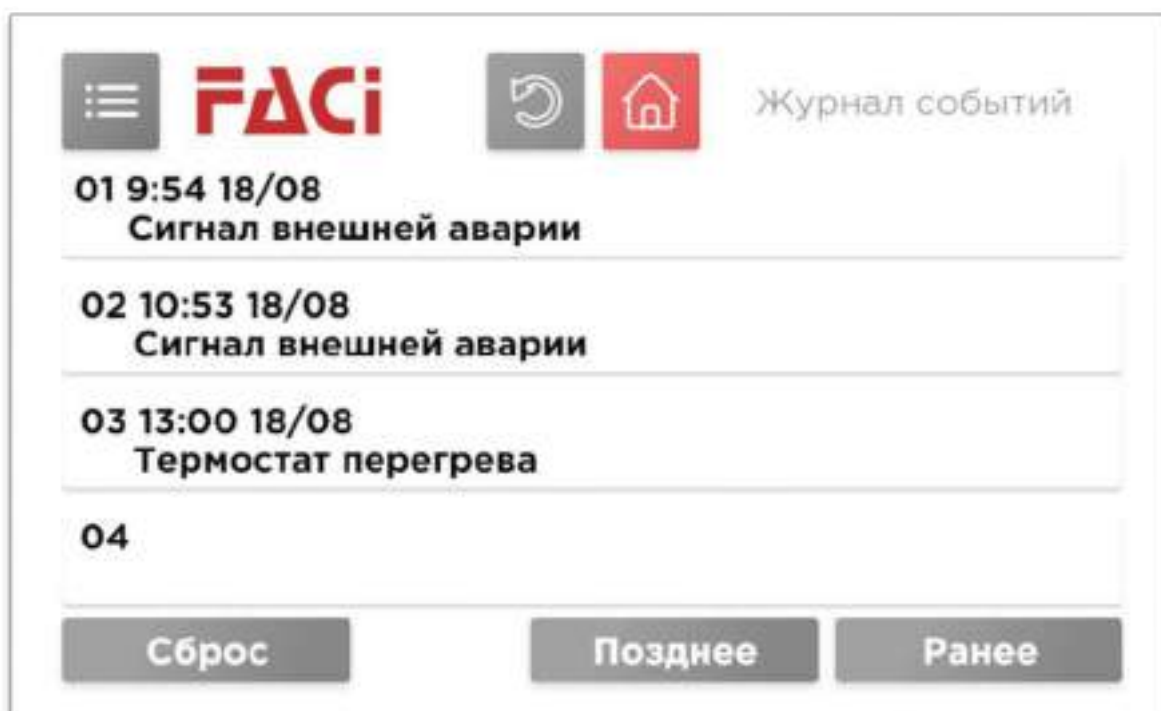 FACi
Журнал событий
01 9:54 18/08
Сигнал внешней аварии
02 10:53 18/08
Сигнал внешней аварии
03 13:00 18/08
Термостат перегрева
04
Сброс Позднее Ранее